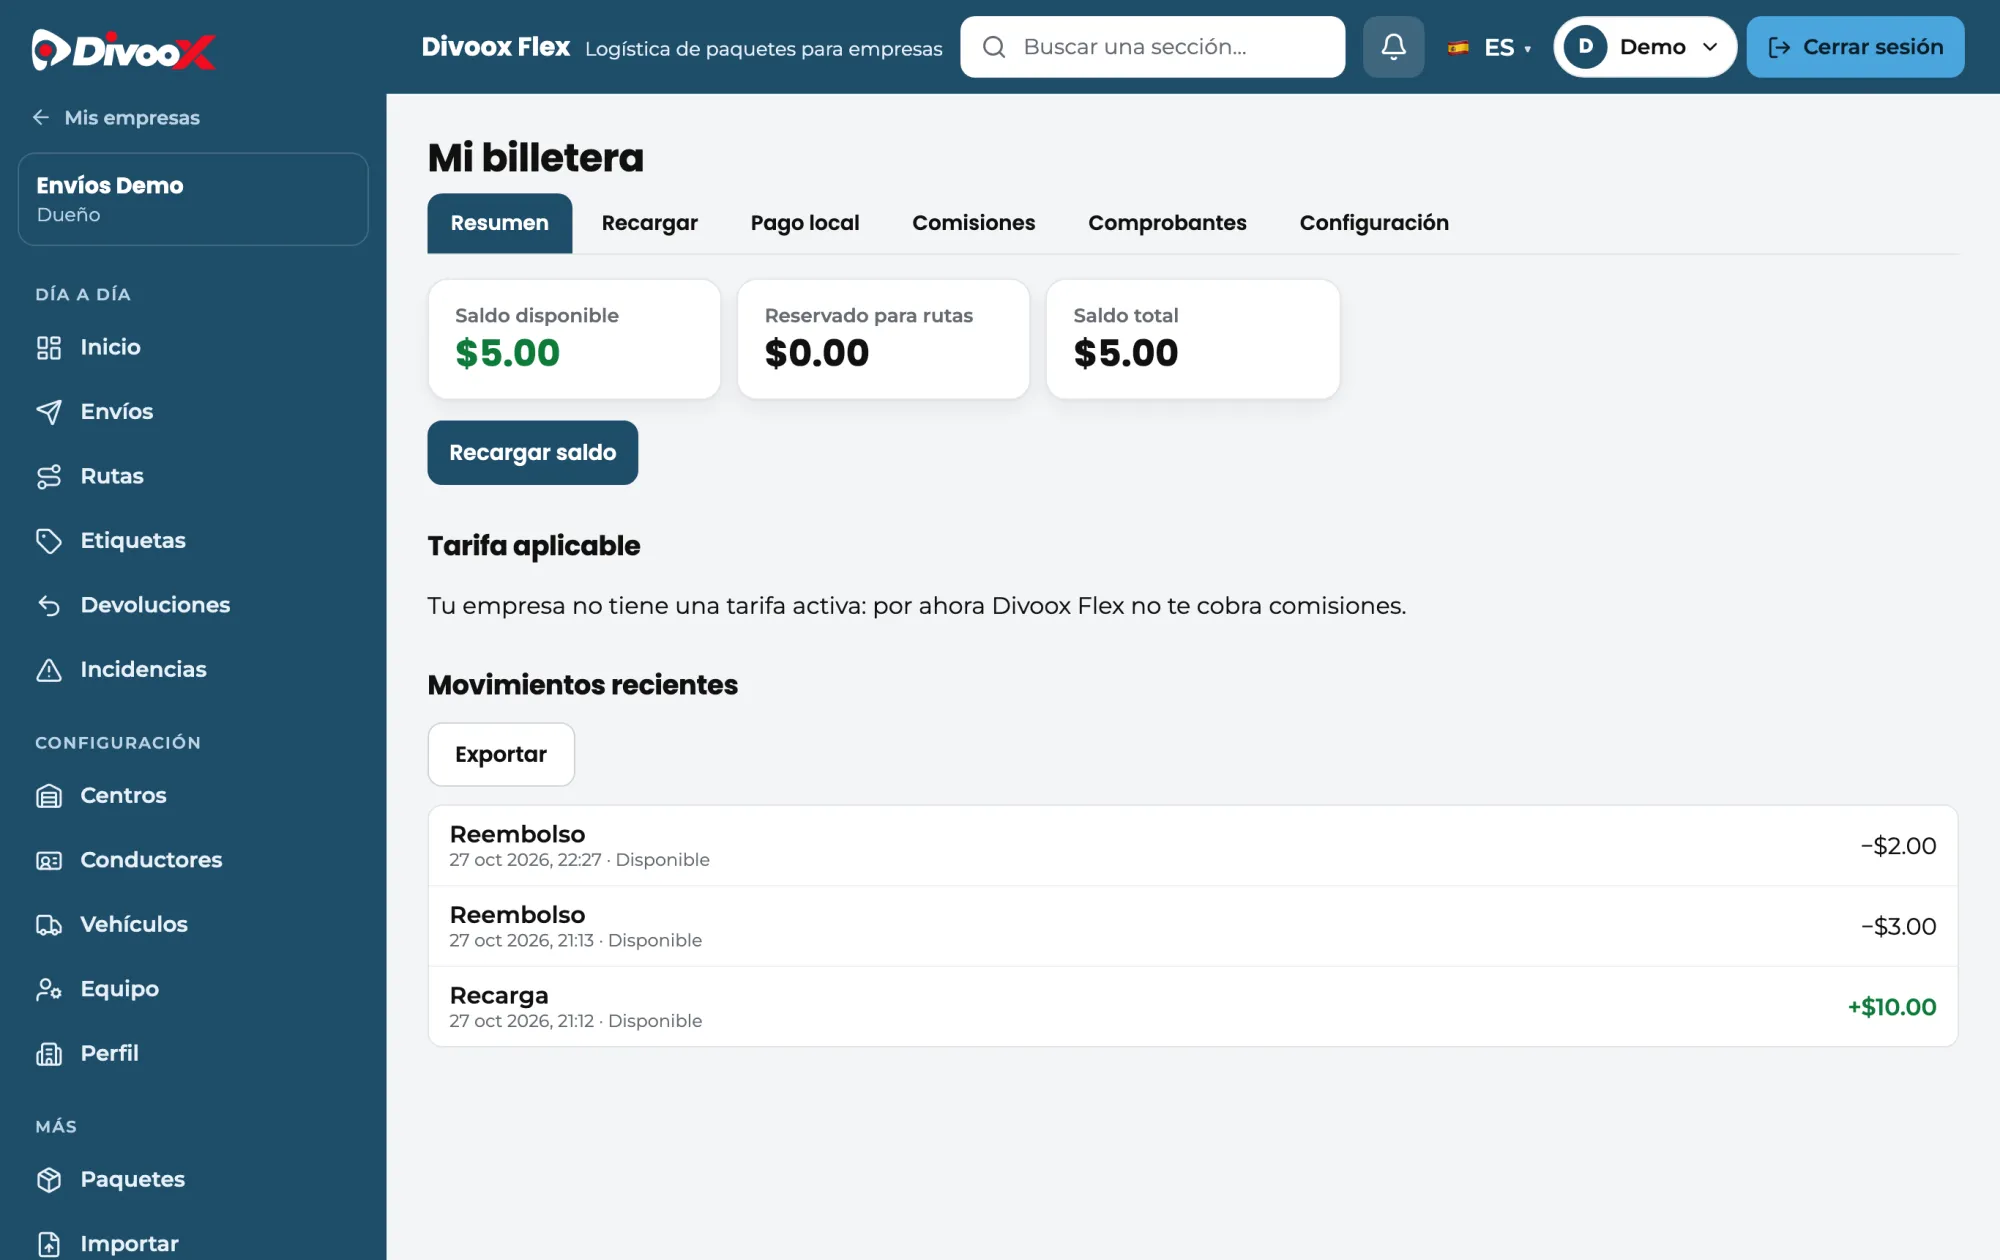 Divoox
Divoox Flex Logística de paquetes para empresas
Buscar una sección...
ES
D Demo
Cerrar sesión
Mis empresas
Envíos Demo
Dueño
DÍA A DÍA
Inicio
Envíos
Rutas
Etiquetas
Devoluciones
Incidencias
CONFIGURACIÓN
Centros
Conductores
Vehículos
Equipo
Perfil
MÁS
Paquetes
Importar
Mi billetera
Resumen Recargar Pago local Comisiones Comprobantes Configuración
Saldo disponible
$5.00
Reservado para rutas
$0.00
Saldo total
$5.00
Recargar saldo
Tarifa aplicable
Tu empresa no tiene una tarifa activa: por ahora Divoox Flex no te cobra comisiones.
Movimientos recientes
Exportar
Reembolso
27 oct 2026, 22:27 · Disponible
−$2.00
Reembolso
27 oct 2026, 21:13 · Disponible
−$3.00
Recarga
27 oct 2026, 21:12 · Disponible
+$10.00